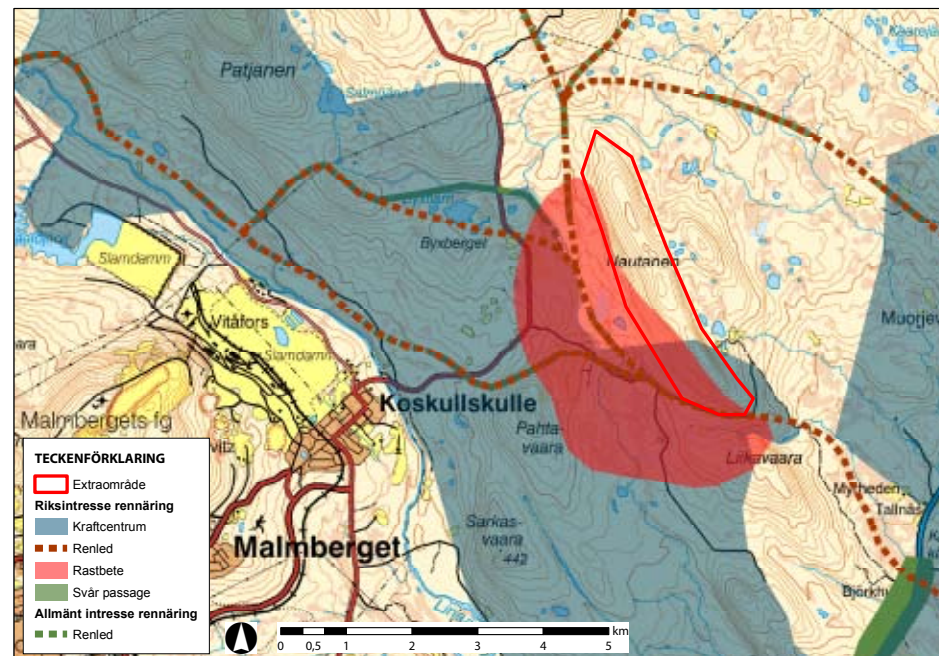 Patjanen
Slamdamm
Byxberget
Nautanen
Vitåfors
Slamdamm
Muorjev
Koskullskulle
Malmbergets fg
vitz
Pahta-
vaara
Liikavaara
Sarkas-
vaara
442
Malmberget
Myrheden
Tallnäs
TECKENFÖRKLARING
Extraområde
Riksintresse rennäring
Kraftcentrum
Renled
Rastbete
Svår passage
Allmänt intresse rennäring
Renled
0 0,5 1 2 3 4 5 km